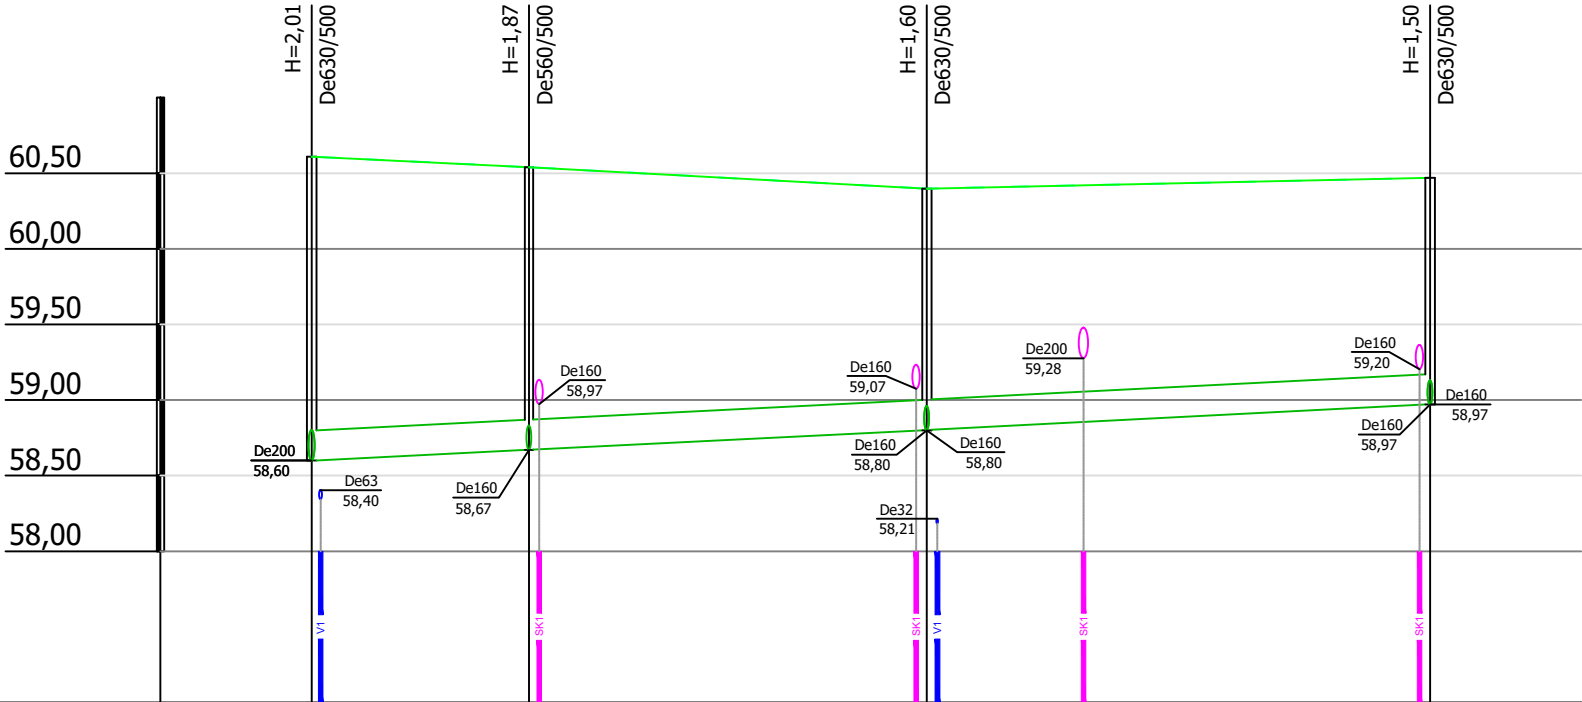 H=2,01
De630/500
H=1,87
De560/500
H=1,60
De630/500
H=1,50
De630/500
60,50
60,00
59,50
59,00
58,50
58,00
De200
58,60
De63
58,40
De160
58,67
De160
58,97
De160
59,07
De160
58,80
De160
58,80
De32
58,21
De200
59,28
De160
59,20
De160
58,97
De160
58,97
V1
SK1
SK1
V1
SK1
SK1